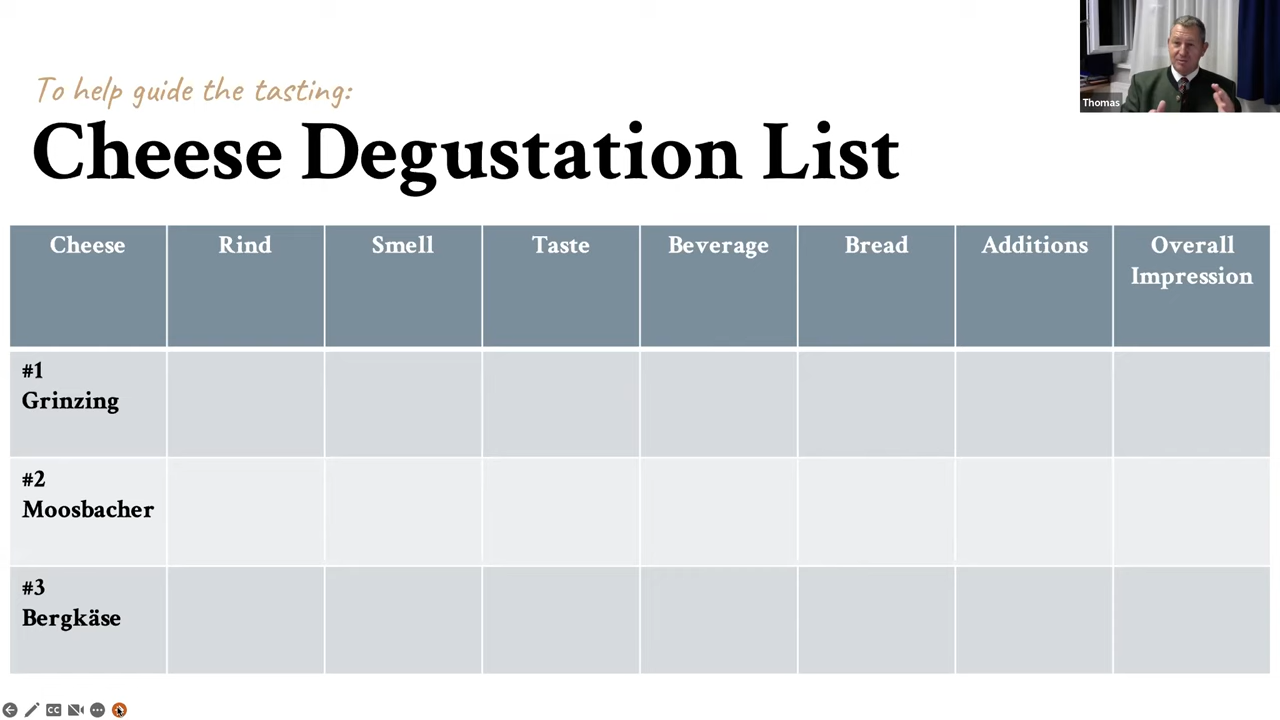 To help guide the tasting:
Cheese Degustation List
Thomas
Cheese
Rind
Smell
Taste
Beverage
Bread
Additions
Overall
Impression
#1
Grinzing
#2
Moosbacher
#3
Bergkäse
CC